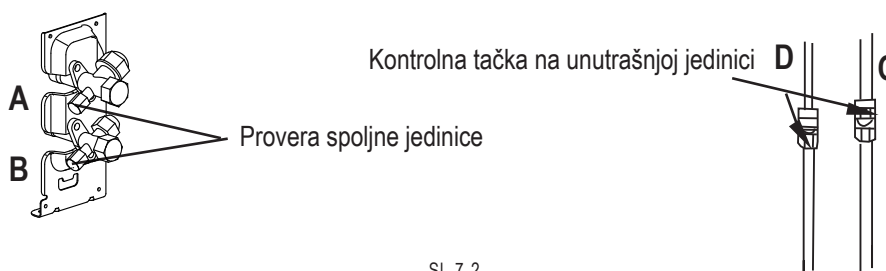 Kontrolna tačka na unutrašnjoj jedinici D C
A
Provera spoljne jedinice
B